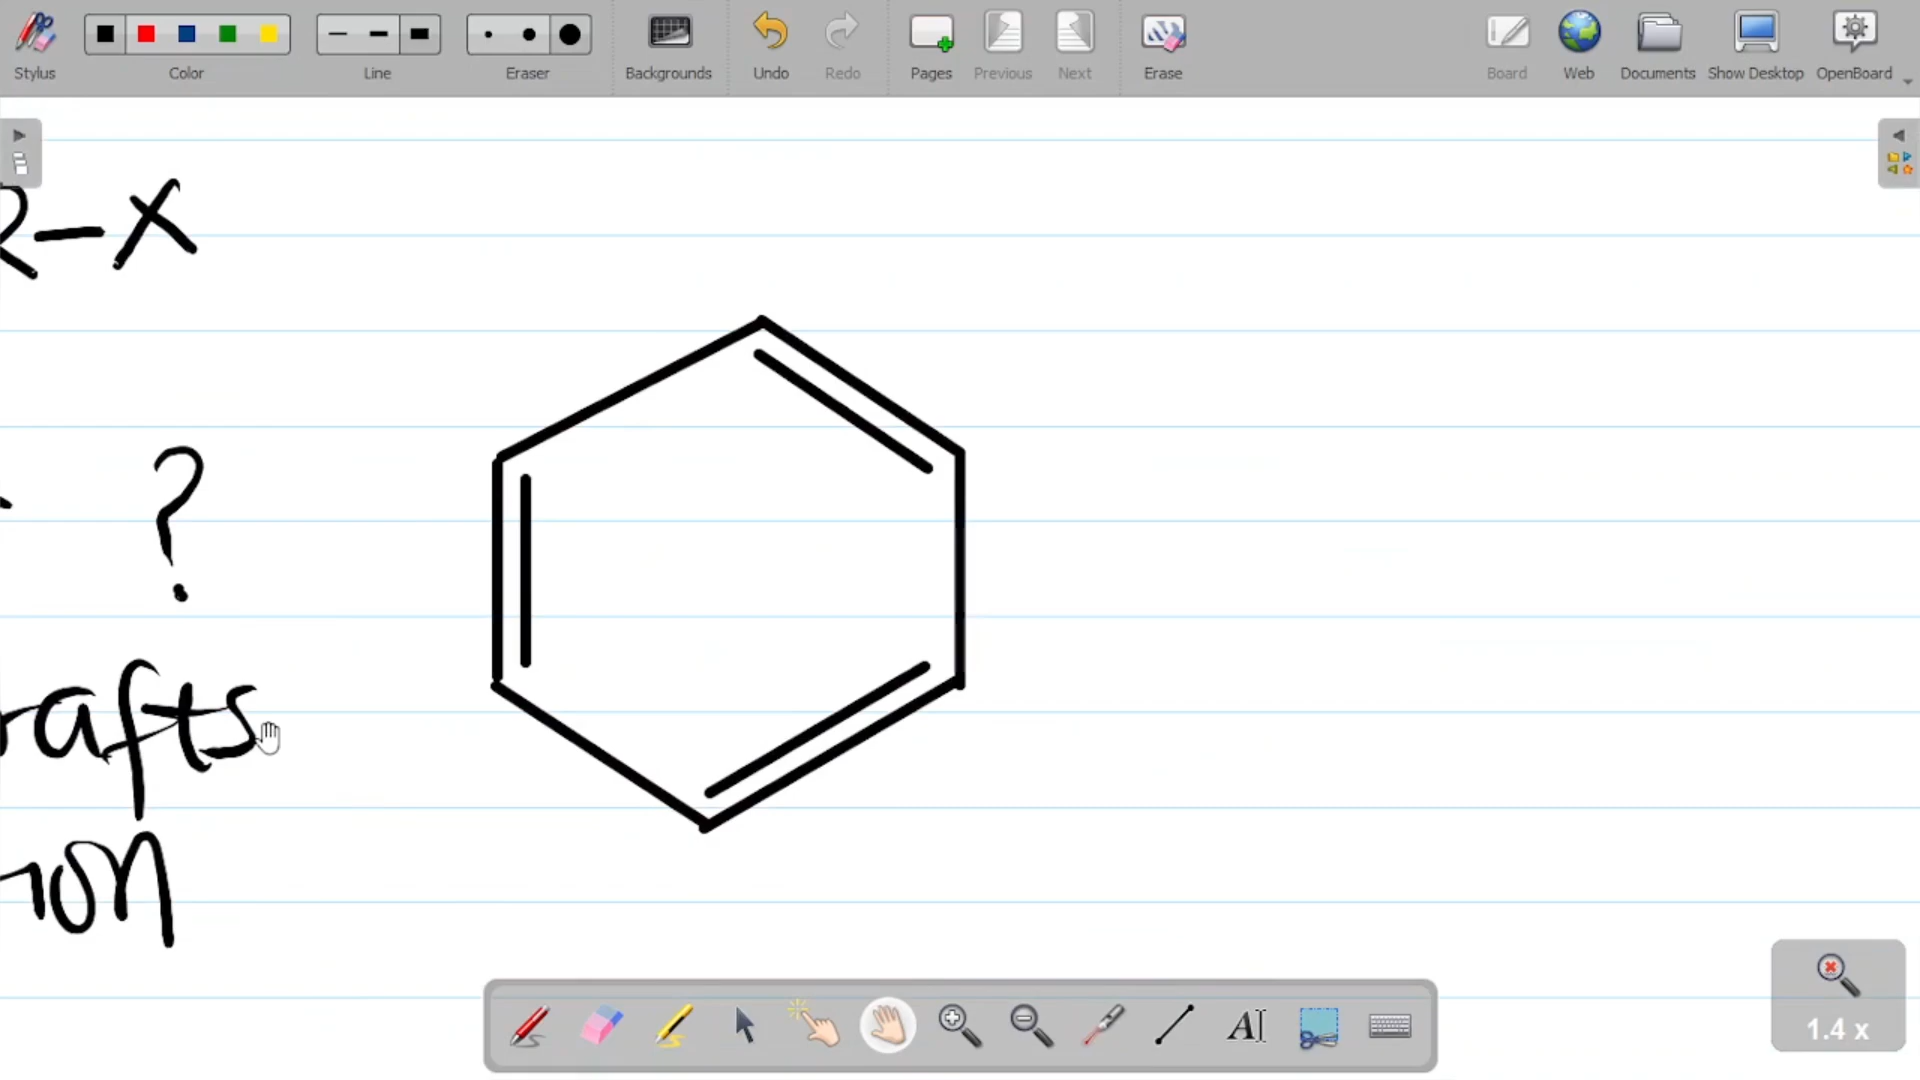 Stylus
Color
Line
Eraser
Backgrounds
Undo
Redo
Pages
Previous
Next
Erase
Board
Web
Documents
Show Desktop
OpenBoard
R-X
?
rafts
ion
1.4 x